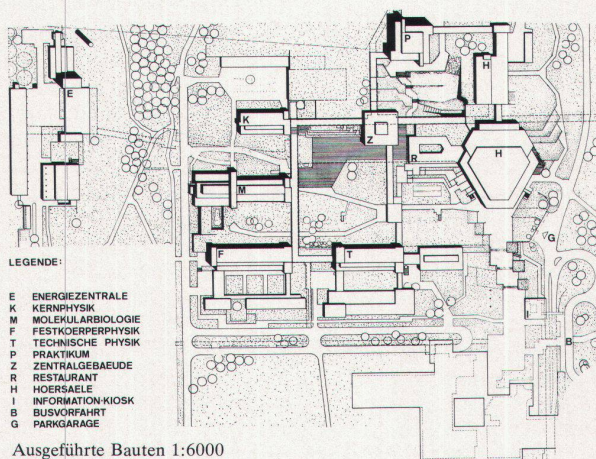 P
H
E
K
Z
R
H
M
G
F
T
B
LEGENDE:
E ENERGIEZENTRALE
K KERNPHYSIK
M MOLEKULARBIOLOGIE
F FESTKOERPERPHYSIK
T TECHNISCHE PHYSIK
P PRAKTIKUM
Z ZENTRALGEBAEUDE
R RESTAURANT
H HOERSAELE
I INFORMATION-KIOSK
B BUSVORFAHRT
G PARKGARAGE
Ausgeführte Bauten 1:6000